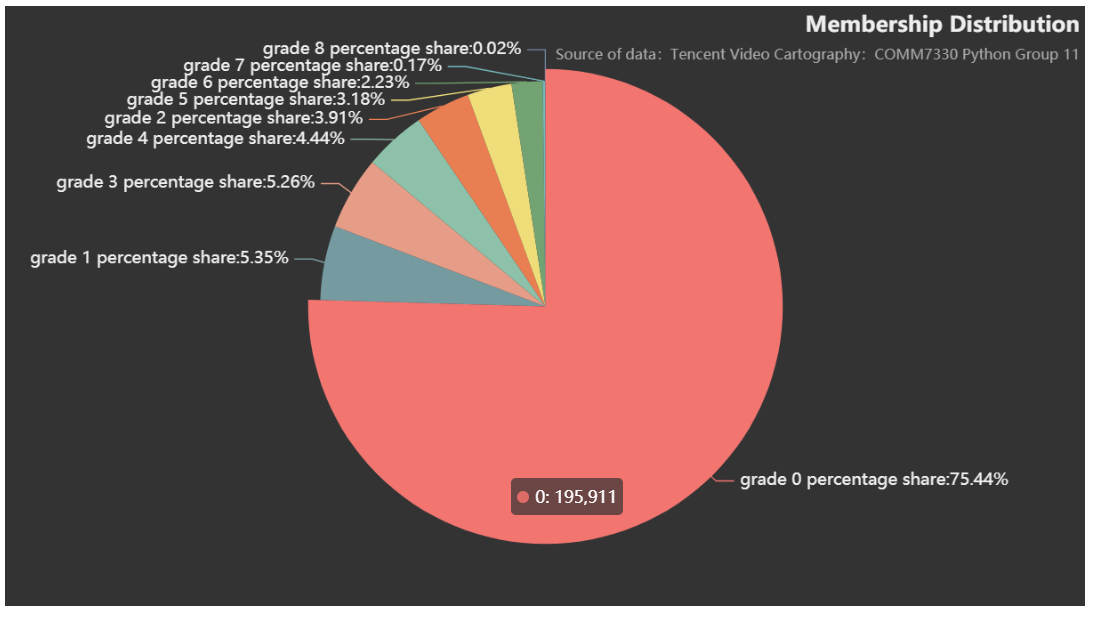 Membership Distribution
Source of data：Tencent Video Cartography：COMM7330 Python Group 11
grade 8 percentage share:0.02%
grade 7 percentage share:0.17%
grade 6 percentage share:2.23%
grade 5 percentage share:3.18%
grade 2 percentage share:3.91%
grade 4 percentage share:4.44%
grade 3 percentage share:5.26%
grade 1 percentage share:5.35%
grade 0 percentage share:75.44%
0: 195,911